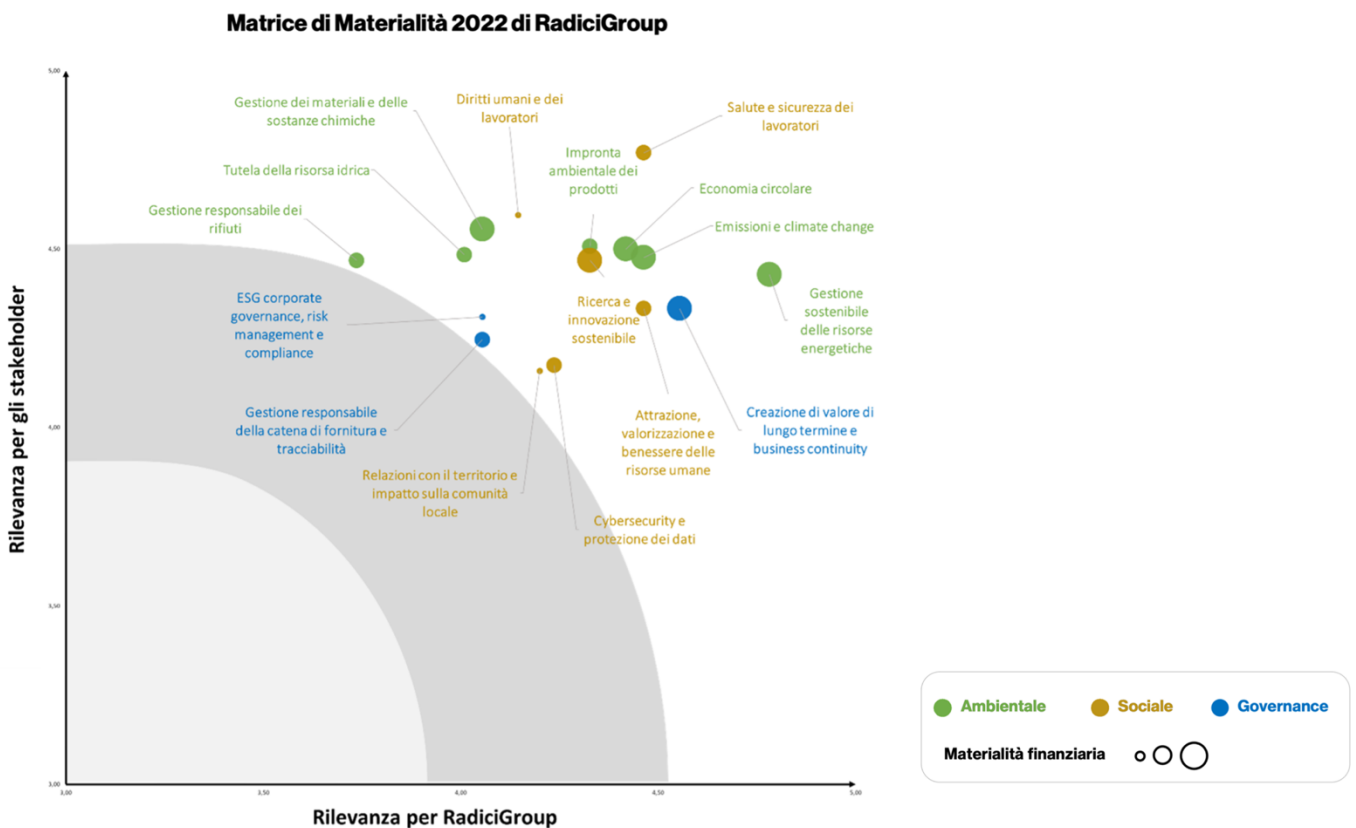 Matrice di Materialità 2022 di RadiciGroup
5,00
Gestione dei materiali e delle
sostanze chimiche
Diritti umani e dei
lavoratori
Salute e sicurezza dei
lavoratori
Impronta
ambientale dei
prodotti
Tutela della risorsa idrica
Economia circolare
Gestione responsabile dei
rifiuti
Emissioni e climate change
4,50
ESG corporate
governance, risk
management e
compliance
Ricerca e
innovazione
sostenibile
Gestione
sostenibile
delle risorse
energetiche
Gestione responsabile
della catena di fornitura e
tracciabilità
Attrazione,
valorizzazione e
benessere delle
risorse umane
Creazione di valore di
lungo termine e
business continuity
4,00
Relazioni con il territorio e
impatto sulla comunità
locale
Cybersecurity e
protezione dei dati
3,50
3,00
Rilevanza per gli stakeholder
3,00
3,50
4,00
4,50
5,00
Rilevanza per RadiciGroup
Ambientale
Sociale
Governance
Materialità finanziaria